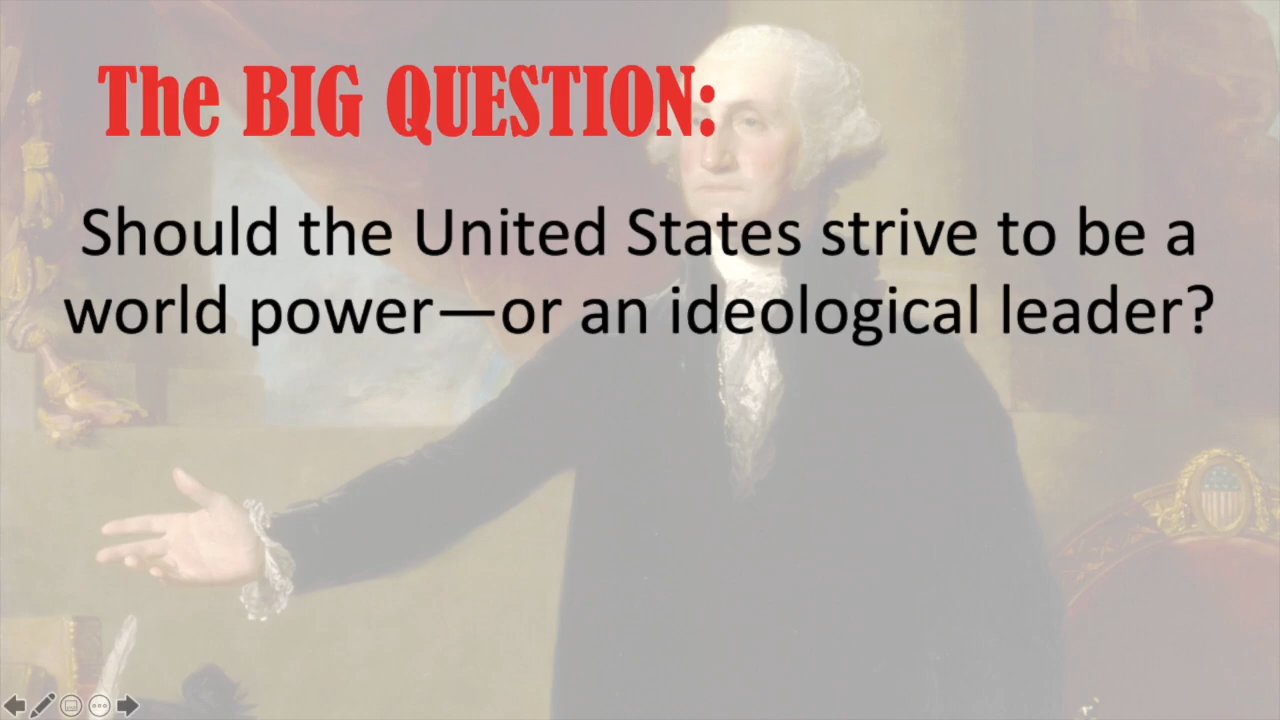 The BIG QUESTION:
Should the United States strive to be a
world power—or an ideological leader?